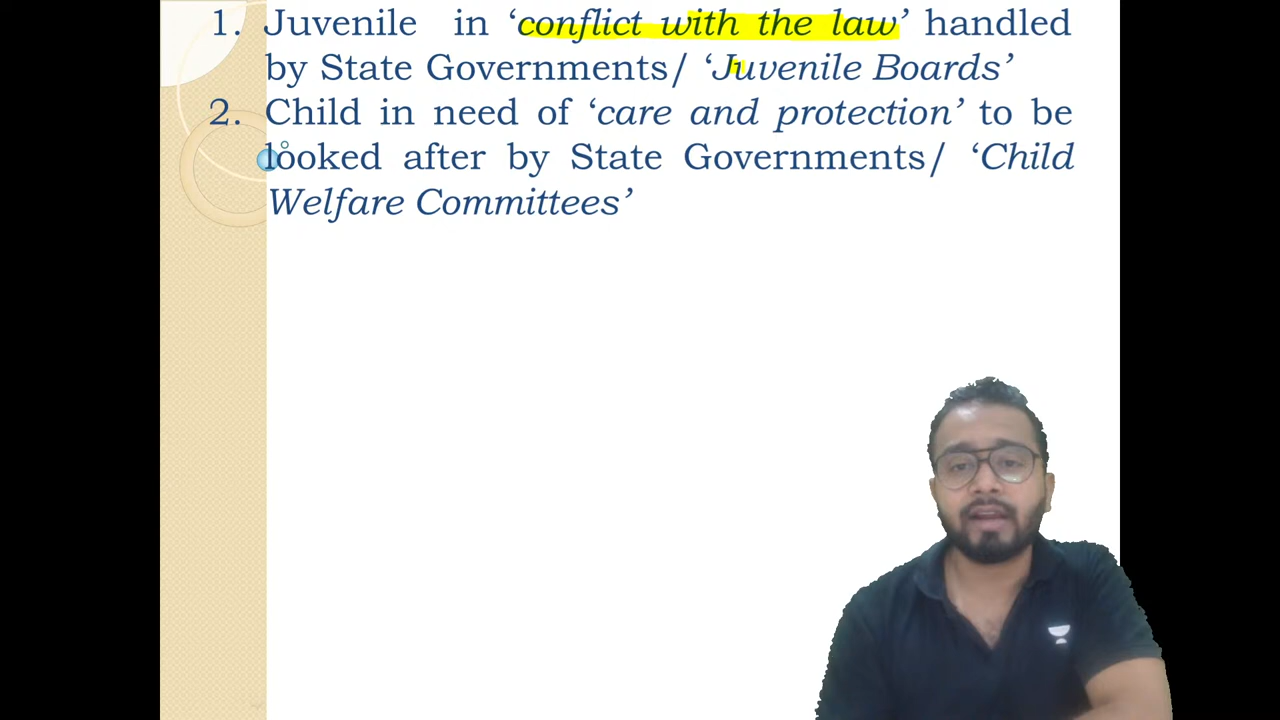 1. Juvenile in ‘conflict with the law’ handled
by State Governments/ ‘Juvenile Boards’
2. Child in need of ‘care and protection’ to be
looked after by State Governments/ ‘Child
Welfare Committees’